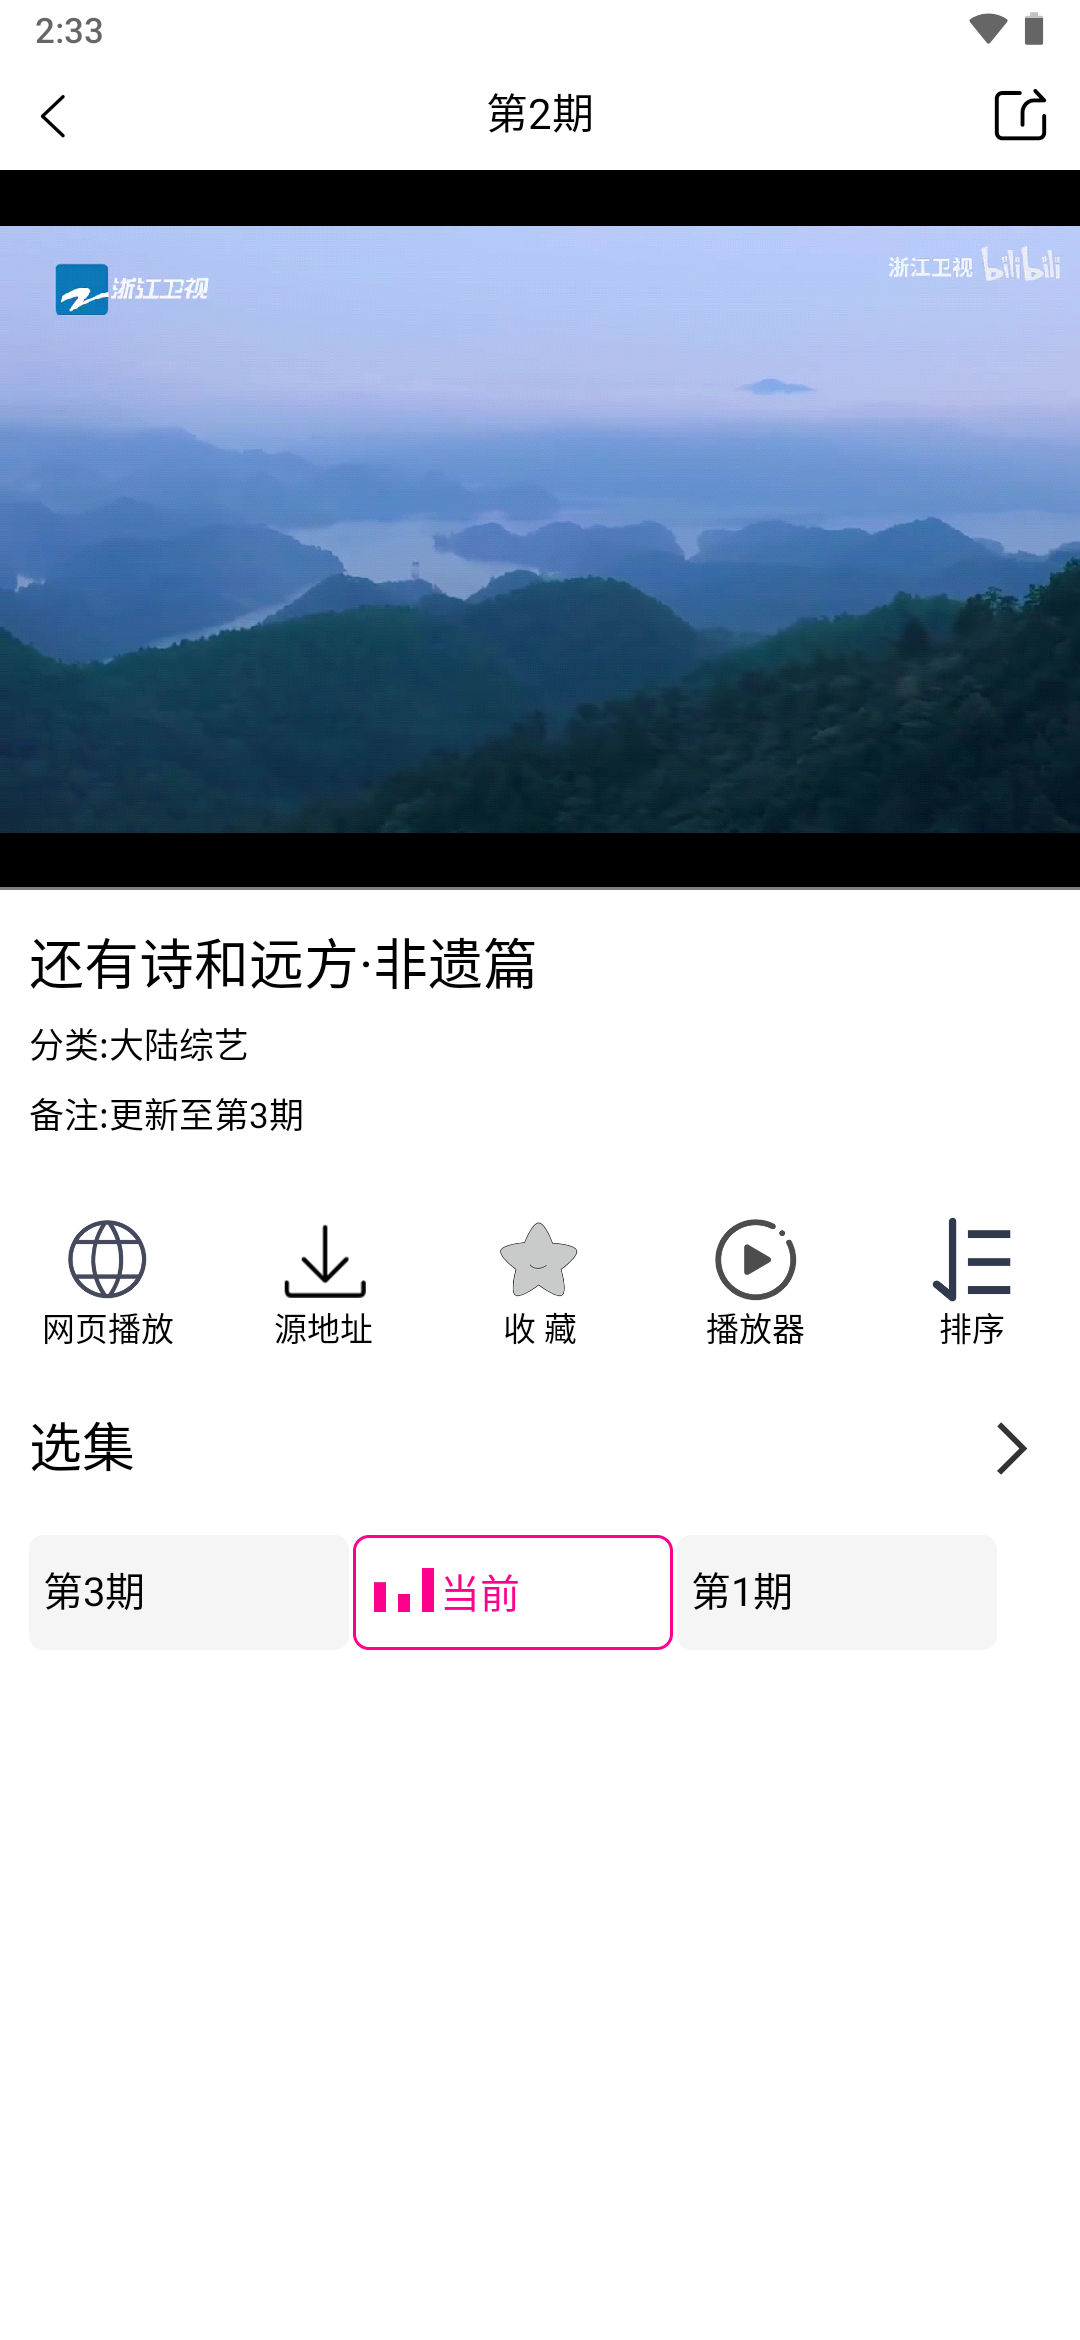 2:33
第2期
浙江卫视
浙江卫视 bilibili
还有诗和远方·非遗篇
分类:大陆综艺
备注:更新至第3期
网页播放 源地址 收 藏 播放器 排序
选集
第3期 当前 第1期